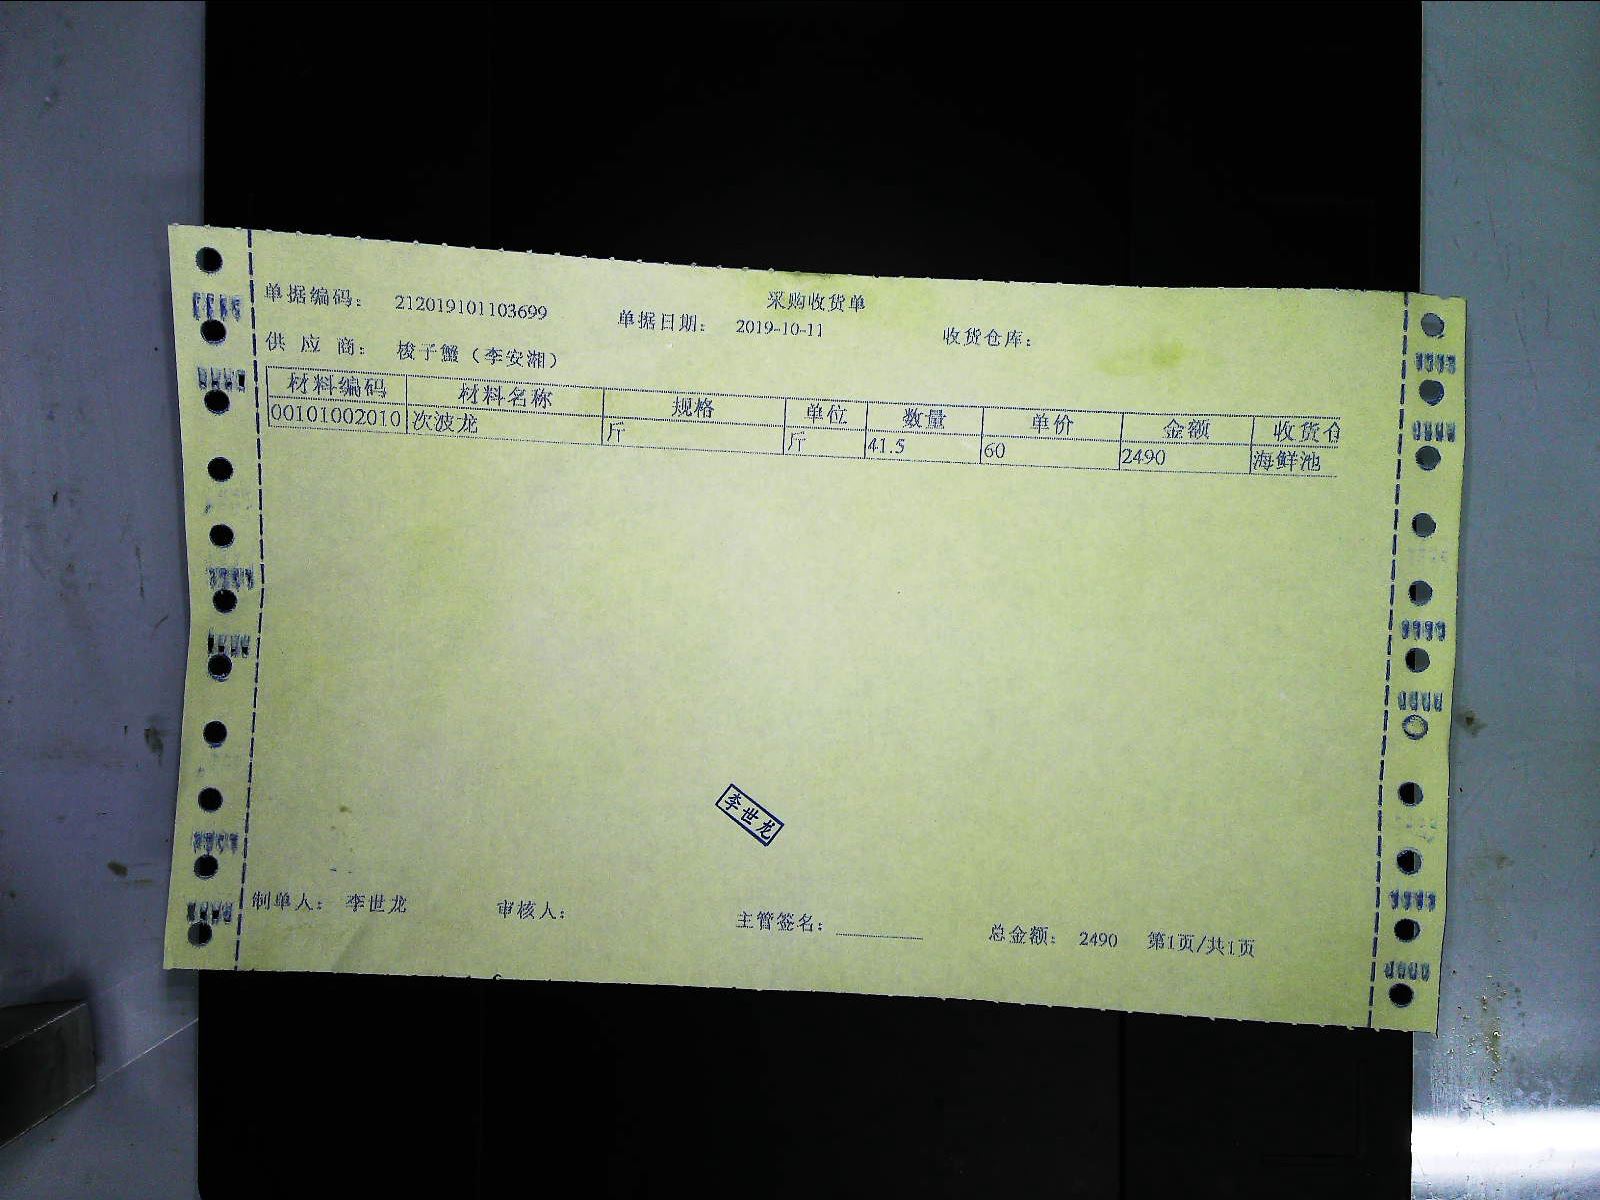 采购收货单
单据编码： 212019101103699 单据日期： 2019-10-11 收货仓库：
供 应 商： 梭子蟹（李安湘）
材料编码 材料名称 规格 单位 数量 单价 金额 收货仓
00101002010 次波龙 斤 斤 41.5 60 2490 海鲜池
李世龙
制单人： 李世龙 审核人： 主管签名： 总金额： 2490 第1页/共1页